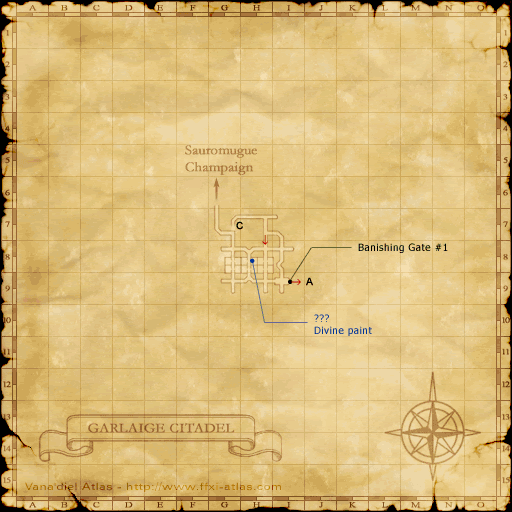 A B C D E F G H I J K L M N O
1
2
3
4
5
6
7
8
9
10
11
12
13
14
15
Sauromugue
Champaign
C
Banishing Gate #1
A
???
Divine paint
GARLAIGE CITADEL
Vana'diel Atlas - http://www.ffxi-atlas.com